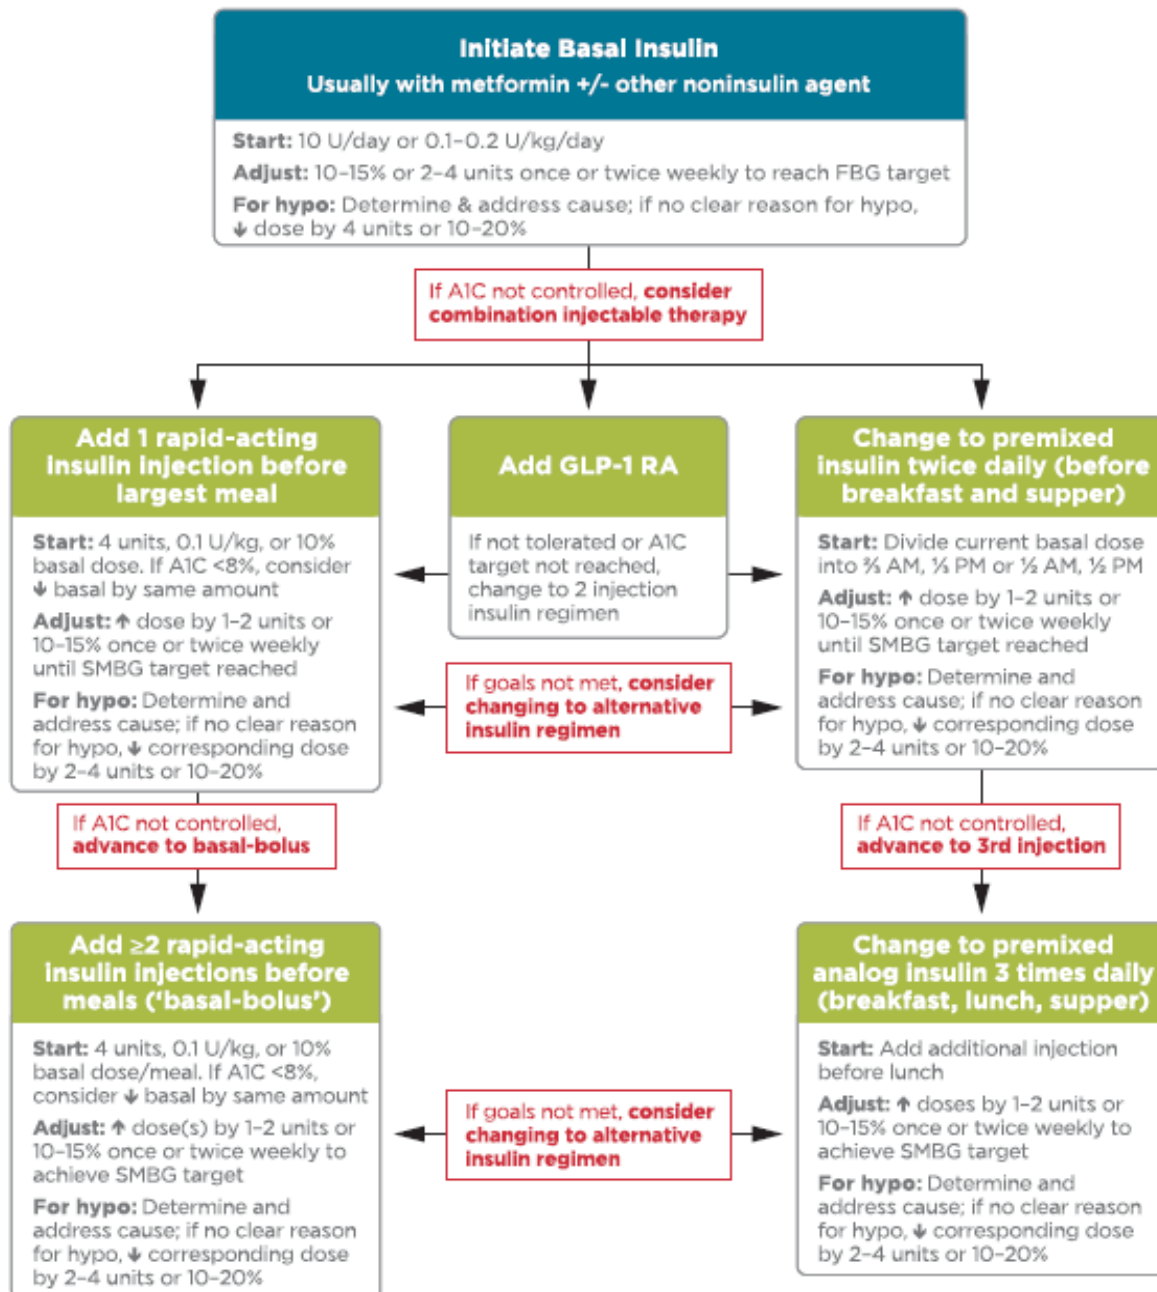 Initiate Basal Insulin
Usually with metformin +/- other noninsulin agent
Start: 10 U/day or 0.1–0.2 U/kg/day
Adjust: 10–15% or 2–4 units once or twice weekly to reach FBG target
For hypo: Determine & address cause; if no clear reason for hypo,
↓ dose by 4 units or 10–20%
If A1C not controlled, consider
combination injectable therapy
Add 1 rapid-acting
insulin injection before
largest meal
Start: 4 units, 0.1 U/kg, or 10%
basal dose. If A1C <8%, consider
↓ basal by same amount
Adjust: ↑ dose by 1–2 units or
10–15% once or twice weekly
until SMBG target reached
For hypo: Determine and
address cause; if no clear reason
for hypo, ↓ corresponding dose
by 2–4 units or 10–20%
Add GLP-1 RA
If not tolerated or A1C
target not reached,
change to 2 injection
insulin regimen
Change to premixed
insulin twice daily (before
breakfast and supper)
Start: Divide current basal dose
into ⅔ AM, ⅓ PM or ½ AM, ½ PM
Adjust: ↑ dose by 1–2 units or
10–15% once or twice weekly
until SMBG target reached
For hypo: Determine and
address cause; if no clear reason
for hypo, ↓ corresponding dose
by 2–4 units or 10–20%
If goals not met, consider
changing to alternative
insulin regimen
If A1C not controlled,
advance to basal-bolus
If A1C not controlled,
advance to 3rd injection
Add ≥2 rapid-acting
insulin injections before
meals (‘basal-bolus’)
Start: 4 units, 0.1 U/kg, or 10%
basal dose/meal. If A1C <8%,
consider ↓ basal by same amount
Adjust: ↑ dose(s) by 1–2 units or
10–15% once or twice weekly to
achieve SMBG target
For hypo: Determine and
address cause; if no clear reason
for hypo, ↓ corresponding dose
by 2–4 units or 10–20%
If goals not met, consider
changing to alternative
insulin regimen
Change to premixed
analog insulin 3 times daily
(breakfast, lunch, supper)
Start: Add additional injection
before lunch
Adjust: ↑ doses by 1–2 units or
10–15% once or twice weekly to
achieve SMBG target
For hypo: Determine and
address cause; if no clear reason
for hypo, ↓ corresponding dose
by 2–4 units or 10–20%